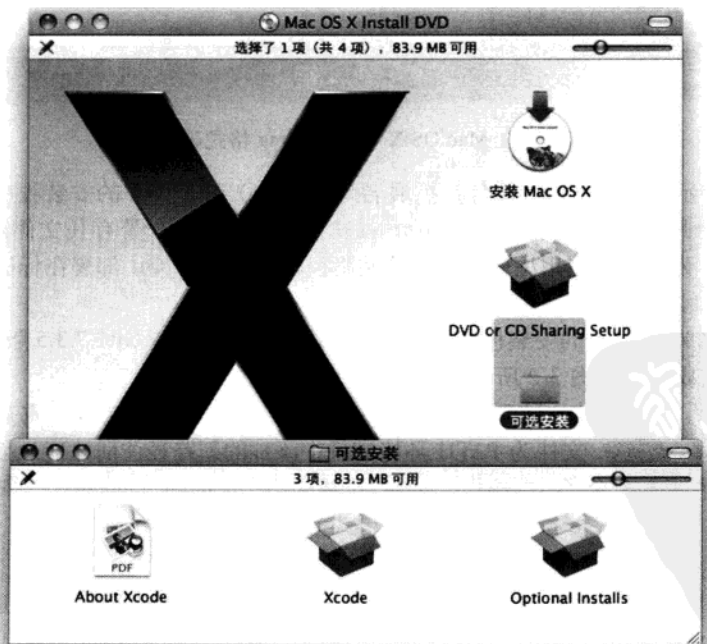 Mac OS X Install DVD
选择了 1 项（共 4 项），83.9 MB 可用
安装 Mac OS X
DVD or CD Sharing Setup
可选安装
可选安装
3 项，83.9 MB 可用
PDF
About Xcode
Xcode
Optional Installs